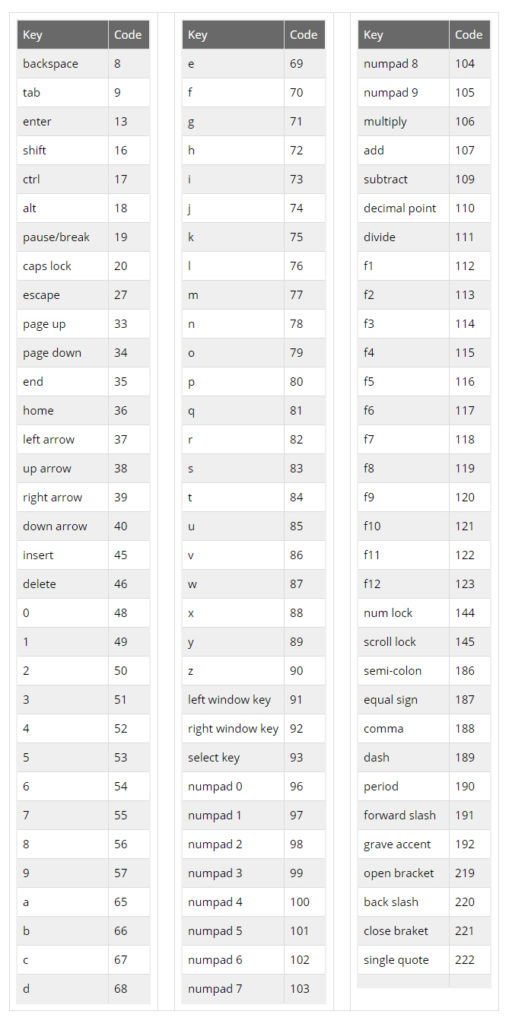 Key Code
backspace 8
tab 9
enter 13
shift 16
ctrl 17
alt 18
pause/break 19
caps lock 20
escape 27
page up 33
page down 34
end 35
home 36
left arrow 37
up arrow 38
right arrow 39
down arrow 40
insert 45
delete 46
0 48
1 49
2 50
3 51
4 52
5 53
6 54
7 55
8 56
9 57
a 65
b 66
c 67
d 68
Key Code
e 69
f 70
g 71
h 72
i 73
j 74
k 75
l 76
m 77
n 78
o 79
p 80
q 81
r 82
s 83
t 84
u 85
v 86
w 87
x 88
y 89
z 90
left window key 91
right window key 92
select key 93
numpad 0 96
numpad 1 97
numpad 2 98
numpad 3 99
numpad 4 100
numpad 5 101
numpad 6 102
numpad 7 103
Key Code
numpad 8 104
numpad 9 105
multiply 106
add 107
subtract 109
decimal point 110
divide 111
f1 112
f2 113
f3 114
f4 115
f5 116
f6 117
f7 118
f8 119
f9 120
f10 121
f11 122
f12 123
num lock 144
scroll lock 145
semi-colon 186
equal sign 187
comma 188
dash 189
period 190
forward slash 191
grave accent 192
open bracket 219
back slash 220
close braket 221
single quote 222